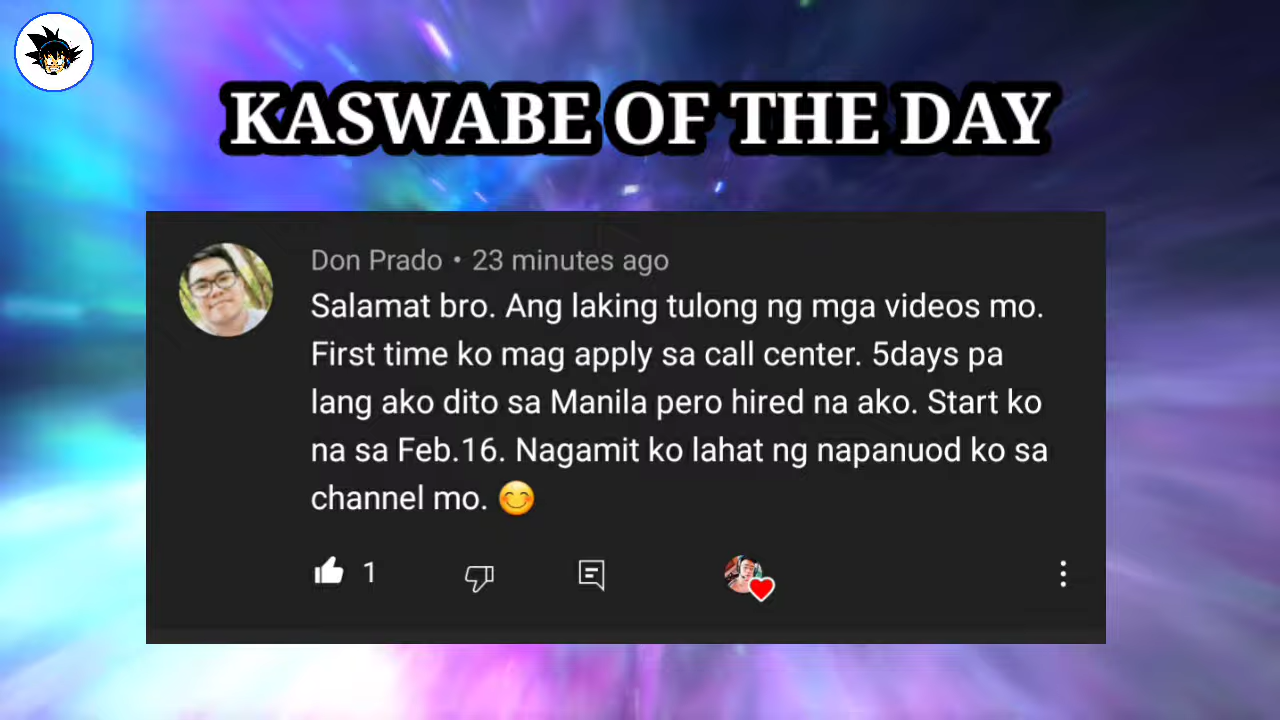 KASWABE OF THE DAY
Don Prado • 23 minutes ago
Salamat bro. Ang laking tulong ng mga videos mo.
First time ko mag apply sa call center. 5days pa
lang ako dito sa Manila pero hired na ako. Start ko
na sa Feb.16. Nagamit ko lahat ng napanuod ko sa
channel mo. 😊
1